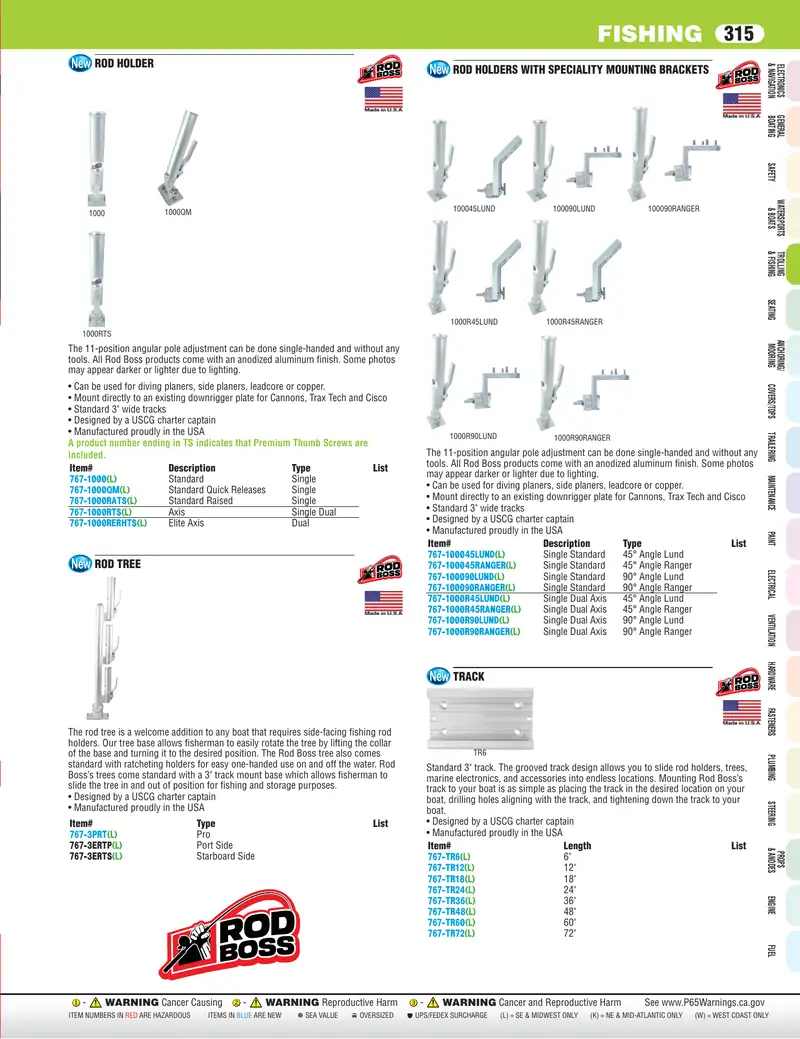 FISHING 315
New ROD HOLDER
ROD BOSS
Made in U.S.A
1000
1000QM
1000RTS
The 11-position angular pole adjustment can be done single-handed and without any
tools. All Rod Boss products come with an anodized aluminum finish. Some photos
may appear darker or lighter due to lighting.
• Can be used for diving planers, side planers, leadcore or copper.
• Mount directly to an existing downrigger plate for Cannons, Trax Tech and Cisco
• Standard 3" wide tracks
• Designed by a USCG charter captain
• Manufactured proudly in the USA
A product number ending in TS indicates that Premium Thumb Screws are
included.
Item# Description Type List
767-1000(L) Standard Single
767-1000QM(L) Standard Quick Releases Single
767-1000RATS(L) Standard Raised Single
767-1000RTS(L) Axis Single Dual
767-1000RERHTS(L) Elite Axis Dual
New ROD TREE
ROD BOSS
Made in U.S.A
The rod tree is a welcome addition to any boat that requires side-facing fishing rod
holders. Our tree base allows fisherman to easily rotate the tree by lifting the collar
of the base and turning it to the desired position. The Rod Boss tree also comes
standard with ratcheting holders for easy one-handed use on and off the water. Rod
Boss's trees come standard with a 3" track mount base which allows fisherman to
slide the tree in and out of position for fishing and storage purposes.
• Designed by a USCG charter captain
• Manufactured proudly in the USA
Item# Type List
767-3PRT(L) Pro
767-3ERTP(L) Port Side
767-3ERTS(L) Starboard Side
ROD BOSS
New ROD HOLDERS WITH SPECIALITY MOUNTING BRACKETS
ROD BOSS
Made in U.S.A
100045LUND
100090LUND
100090RANGER
1000R45LUND
1000R45RANGER
1000R90LUND
1000R90RANGER
The 11-position angular pole adjustment can be done single-handed and without any
tools. All Rod Boss products come with an anodized aluminum finish. Some photos
may appear darker or lighter due to lighting.
• Can be used for diving planers, side planers, leadcore or copper.
• Mount directly to an existing downrigger plate for Cannons, Trax Tech and Cisco
• Standard 3" wide tracks
• Designed by a USCG charter captain
• Manufactured proudly in the USA
Item# Description Type List
767-100045LUND(L) Single Standard 45° Angle Lund
767-100045RANGER(L) Single Standard 45° Angle Ranger
767-100090LUND(L) Single Standard 90° Angle Lund
767-100090RANGER(L) Single Standard 90° Angle Ranger
767-1000R45LUND(L) Single Dual Axis 45° Angle Lund
767-1000R45RANGER(L) Single Dual Axis 45° Angle Ranger
767-1000R90LUND(L) Single Dual Axis 90° Angle Lund
767-1000R90RANGER(L) Single Dual Axis 90° Angle Ranger
New TRACK
ROD BOSS
Made in U.S.A
TR6
Standard 3" track. The grooved track design allows you to slide rod holders, trees,
marine electronics, and accessories into endless locations. Mounting Rod Boss's
track to your boat is as simple as placing the track in the desired location on your
boat, drilling holes aligning with the track, and tightening down the track to your
boat.
• Designed by a USCG charter captain
• Manufactured proudly in the USA
Item# Length List
767-TR6(L) 6"
767-TR12(L) 12"
767-TR18(L) 18"
767-TR24(L) 24"
767-TR36(L) 36"
767-TR48(L) 48"
767-TR60(L) 60"
767-TR72(L) 72"
ELECTRONICS
& NAVIGATION
GENERAL
BOATING
SAFETY
WATERSPORTS
& BOATS
TROLLING
& FISHING
SEATING
ANCHORING/
MOORING
COVERS/TOPS
TRAILERING
MAINTENANCE
PAINT
ELECTRICAL
VENTILATION
HARDWARE
FASTENERS
PLUMBING
STEERING
PROPS
& ANODES
ENGINE
FUEL
1 - WARNING Cancer Causing 2 - WARNING Reproductive Harm 3 - WARNING Cancer and Reproductive Harm See www.P65Warnings.ca.gov
ITEM NUMBERS IN RED ARE HAZARDOUS ITEMS IN BLUE ARE NEW SEA VALUE OVERSIZED UPS/FEDEX SURCHARGE (L) = SE & MIDWEST ONLY (K) = NE & MID-ATLANTIC ONLY (W) = WEST COAST ONLY